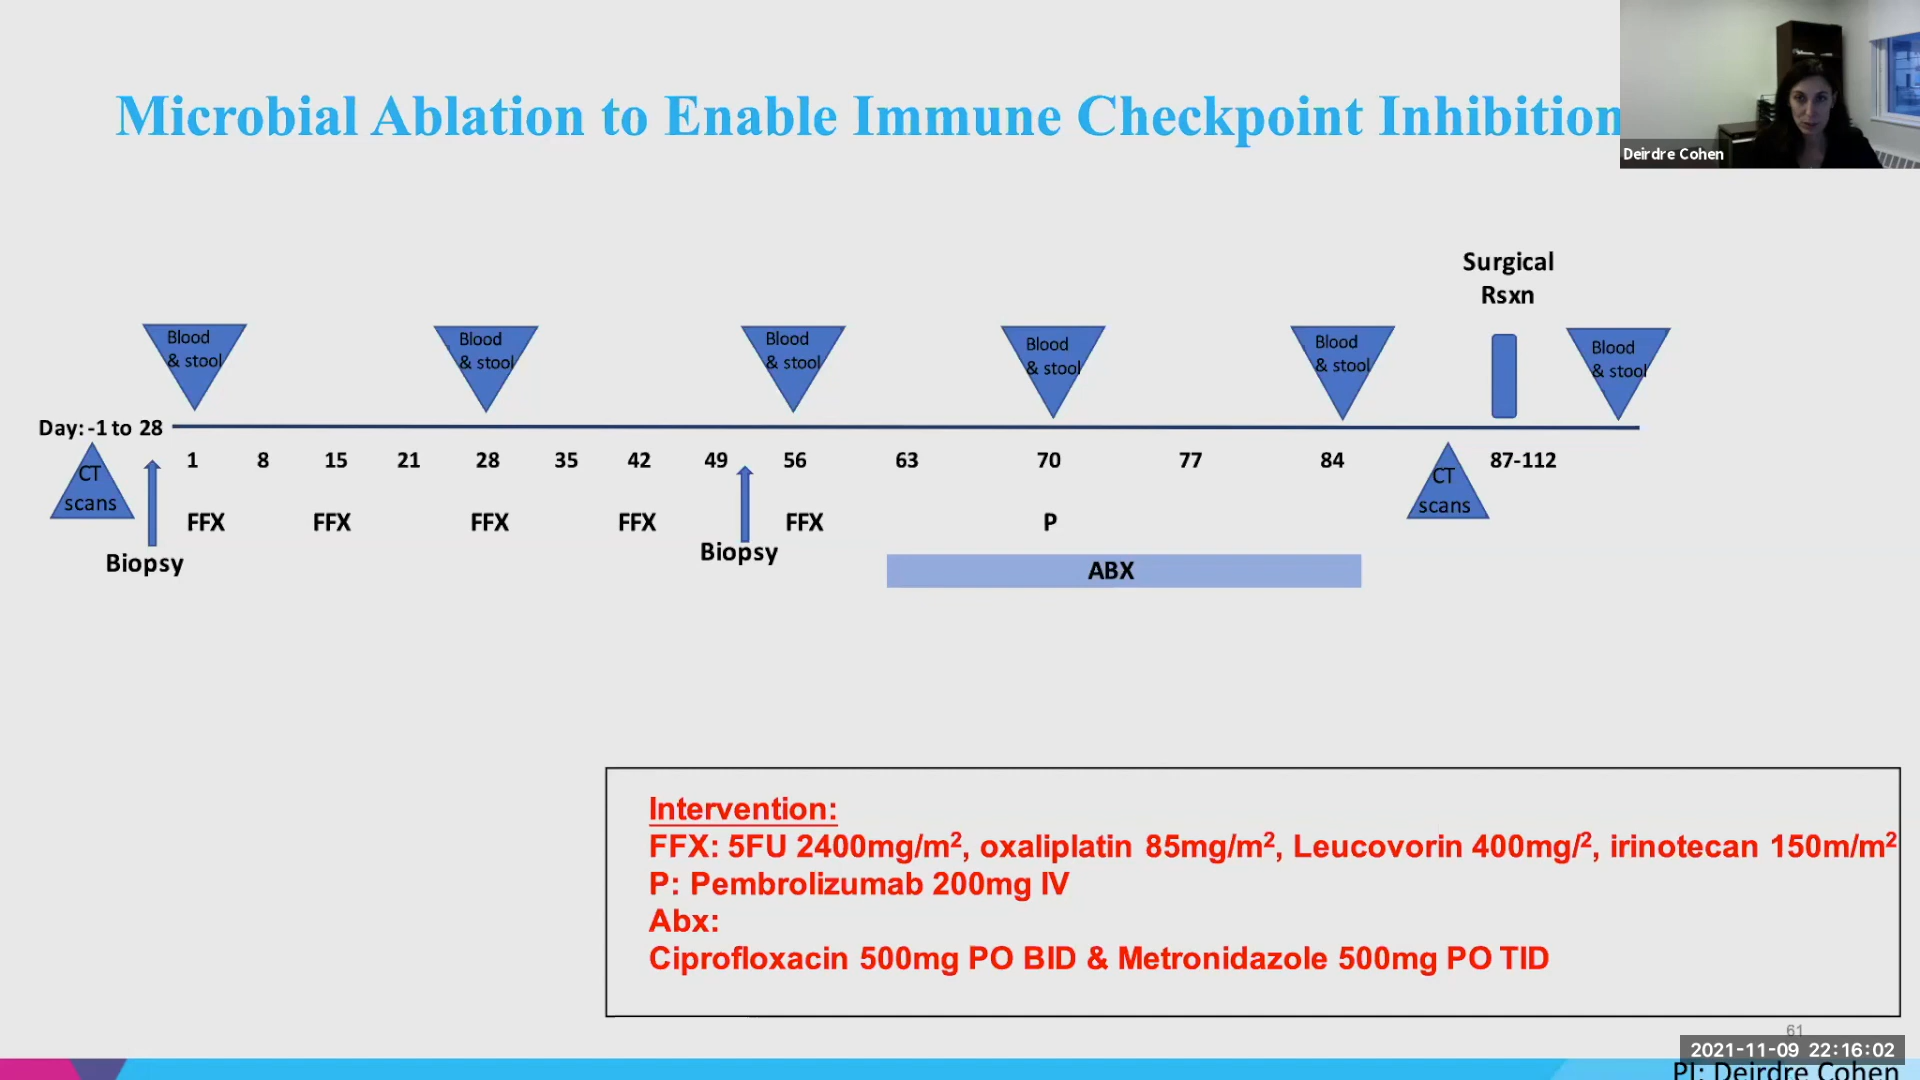 Microbial Ablation to Enable Immune Checkpoint Inhibition
Deirdre Cohen
Surgical
Rsxn
Blood
& stool
Blood
& stool
Blood
& stool
Blood
& stool
Blood
& stool
Blood
& stool
Day: -1 to 28
1 8 15 21 28 35 42 49 56 63 70 77 84 87-112
CT
scans
CT
scans
FFX FFX FFX FFX FFX P
Biopsy
Biopsy
ABX
Intervention:
FFX: 5FU 2400mg/m², oxaliplatin 85mg/m², Leucovorin 400mg/², irinotecan 150m/m²
P: Pembrolizumab 200mg IV
Abx:
Ciprofloxacin 500mg PO BID & Metronidazole 500mg PO TID
61
2021-11-09 22:16:02
PI: Deirdre Cohen